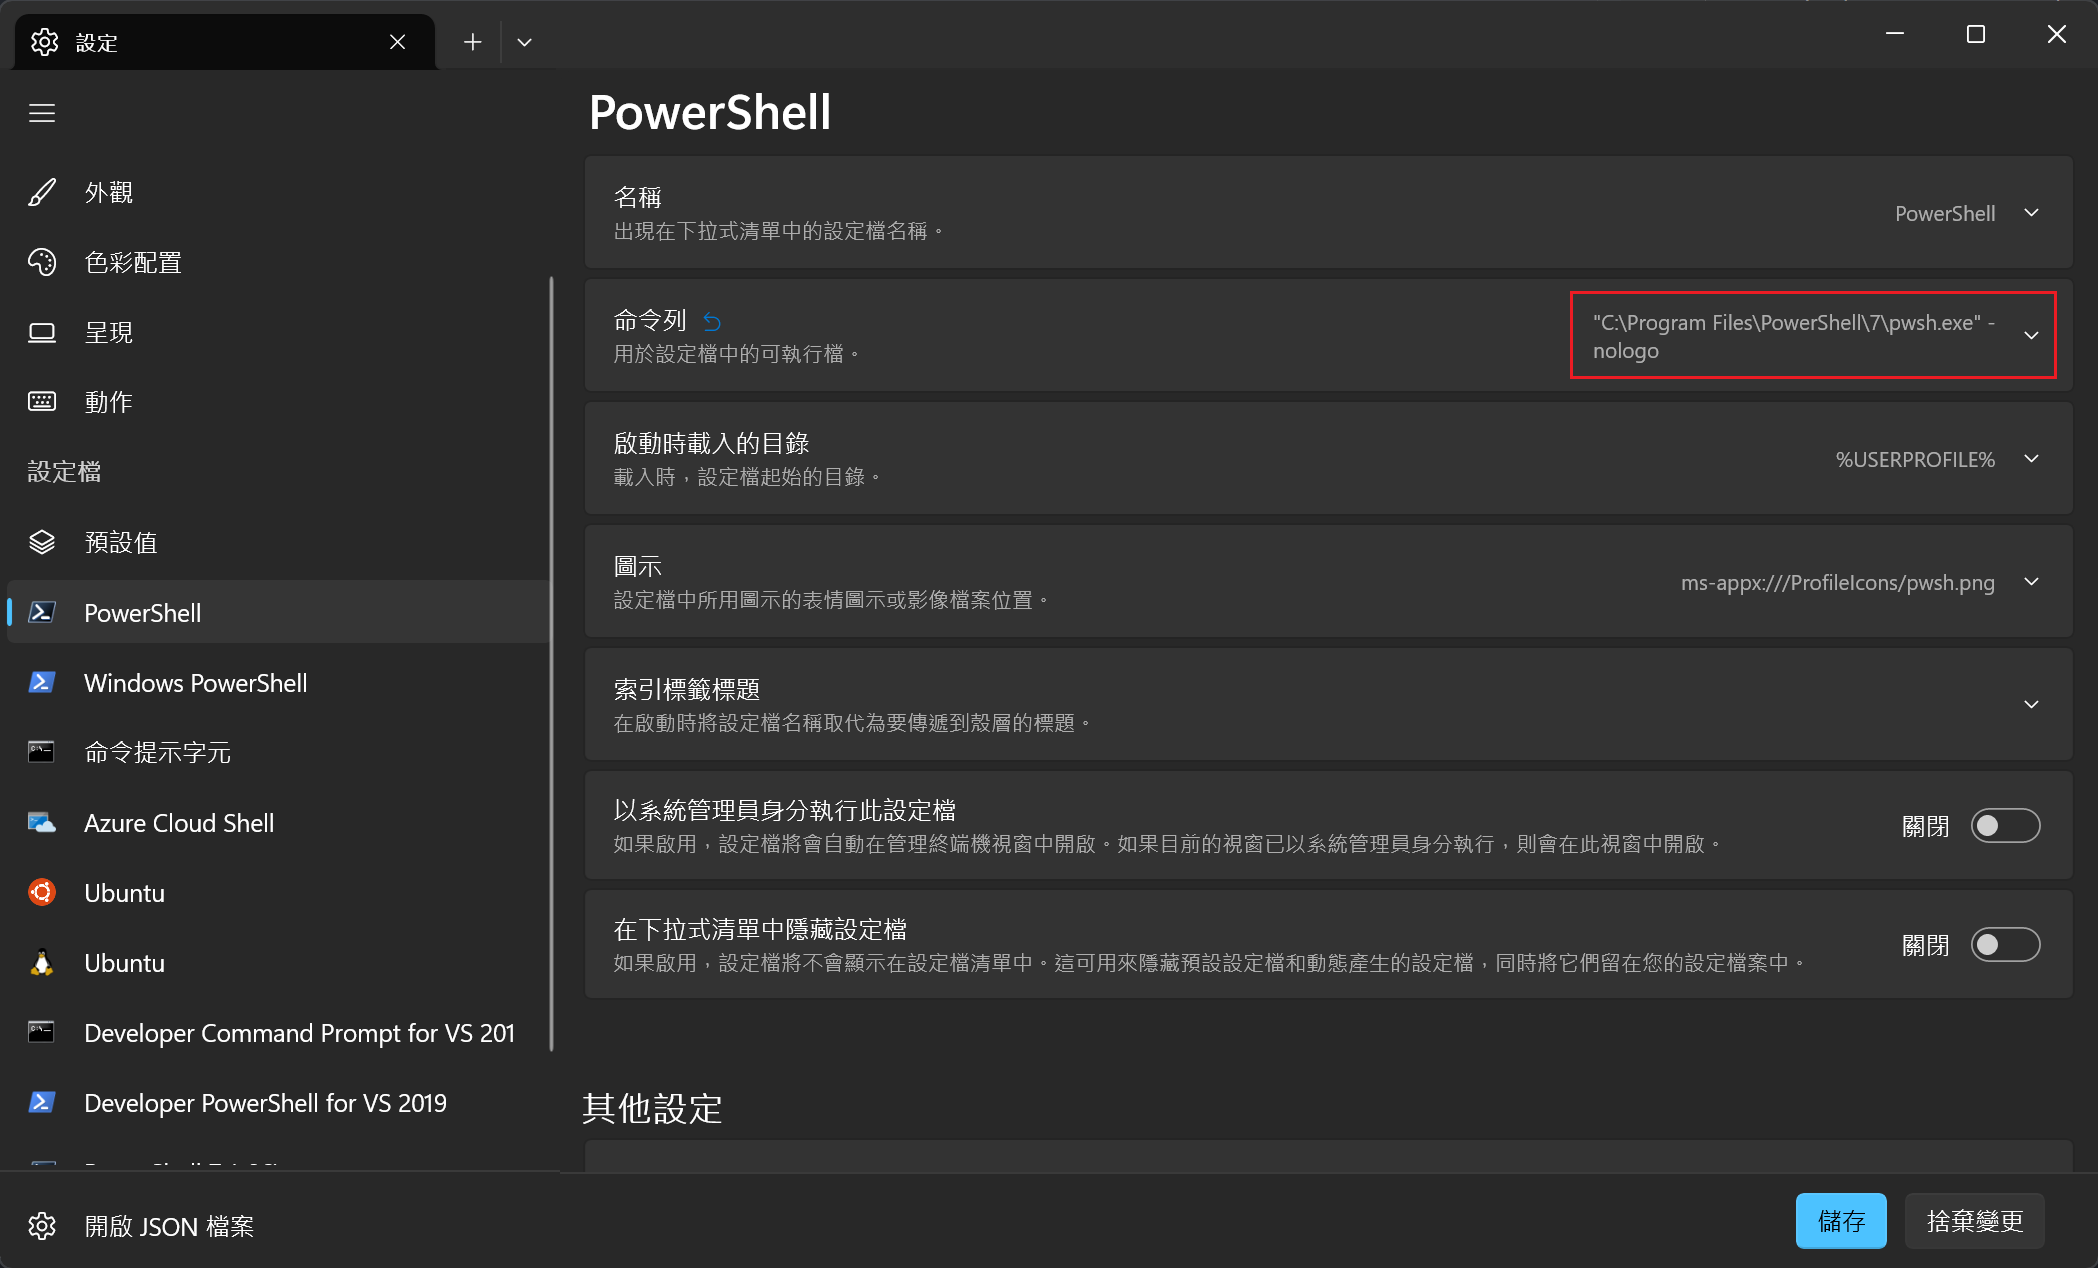 設定
外觀
色彩配置
呈現
動作
設定檔
預設值
PowerShell
Windows PowerShell
命令提示字元
Azure Cloud Shell
Ubuntu
Ubuntu
Developer Command Prompt for VS 201
Developer PowerShell for VS 2019
開啟 JSON 檔案
PowerShell
名稱
出現在下拉式清單中的設定檔名稱。
PowerShell
命令列
用於設定檔中的可執行檔。
"C:\Program Files\PowerShell\7\pwsh.exe" -
nologo
啟動時載入的目錄
載入時，設定檔起始的目錄。
%USERPROFILE%
圖示
設定檔中所用圖示的表情圖示或影像檔案位置。
ms-appx:///ProfileIcons/pwsh.png
索引標籤標題
在啟動時將設定檔名稱取代為要傳遞到殼層的標題。
以系統管理員身分執行此設定檔
如果啟用，設定檔將會自動在管理終端機視窗中開啟。如果目前的視窗已以系統管理員身分執行，則會在此視窗中開啟。
關閉
在下拉式清單中隱藏設定檔
如果啟用，設定檔將不會顯示在設定檔清單中。這可用來隱藏預設設定檔和動態產生的設定檔，同時將它們留在您的設定檔案中。
關閉
其他設定
儲存
捨棄變更